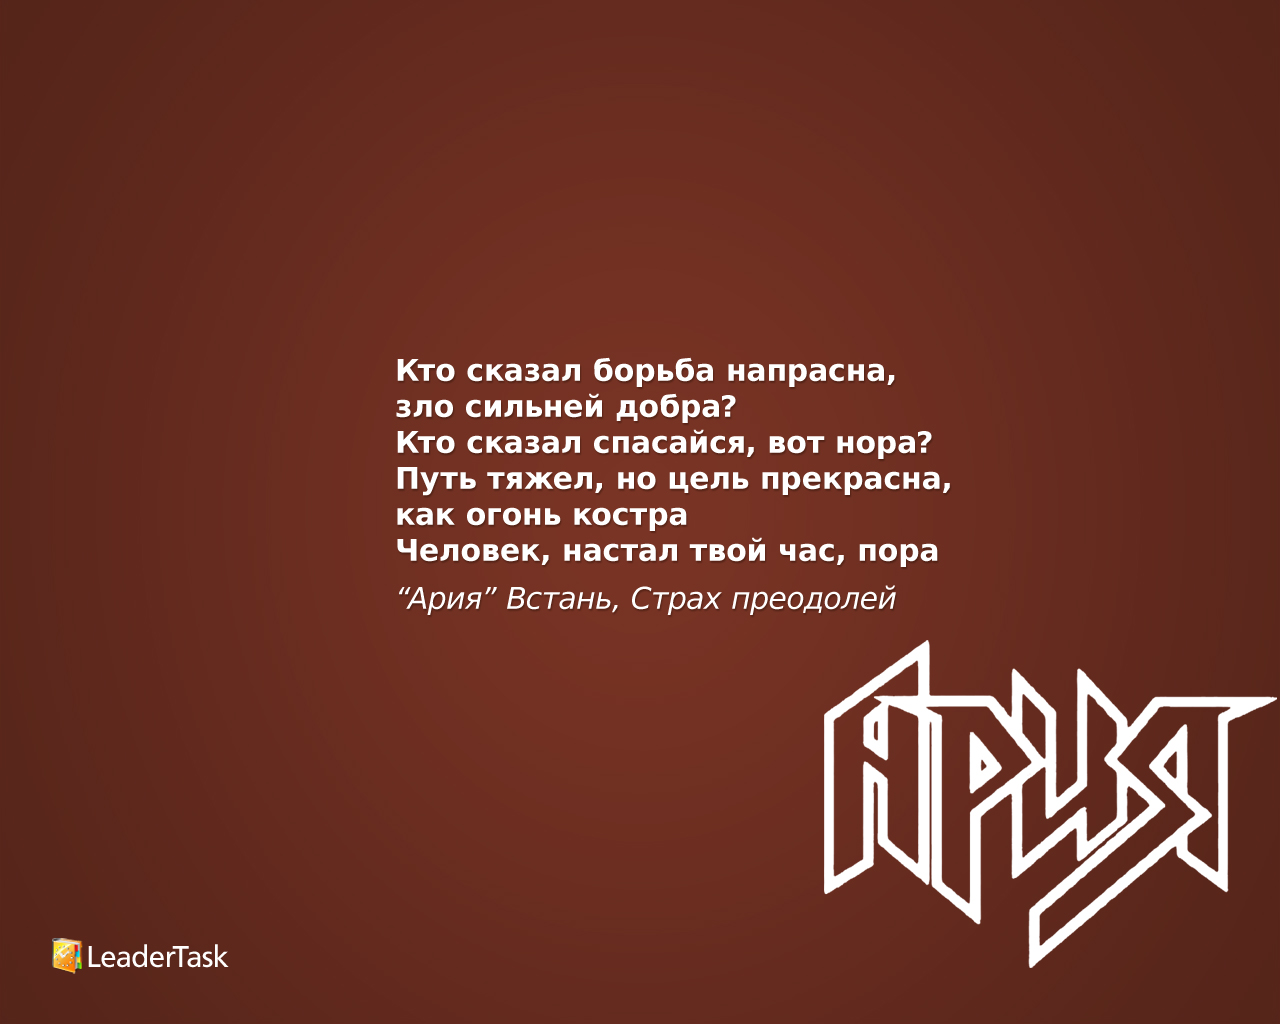 Кто сказал борьба напрасна,
зло сильней добра?
Кто сказал спасайся, вот нора?
Путь тяжел, но цель прекрасна,
как огонь костра
Человек, настал твой час, пора
“Ария” Встань, Страх преодолей
АРИЯ
LeaderTask